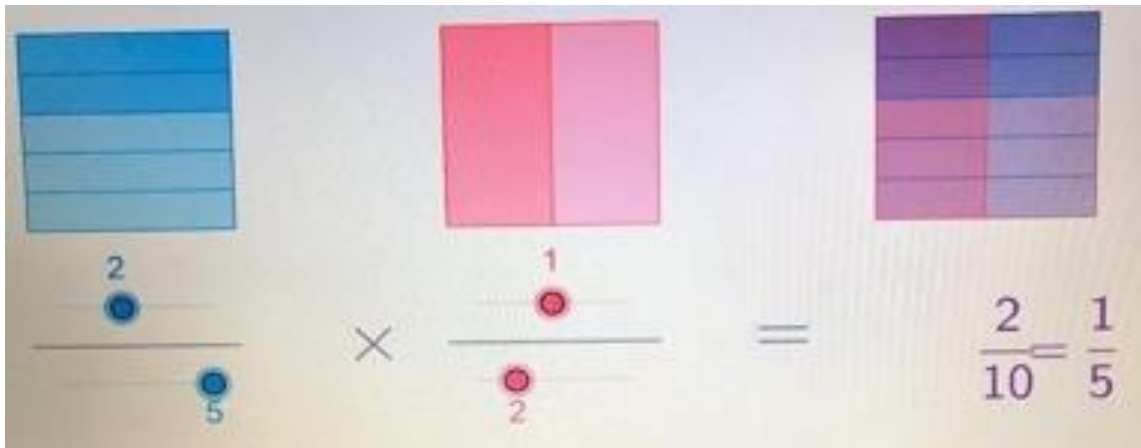 2 1
× = 2/10 = 1/5
5 2